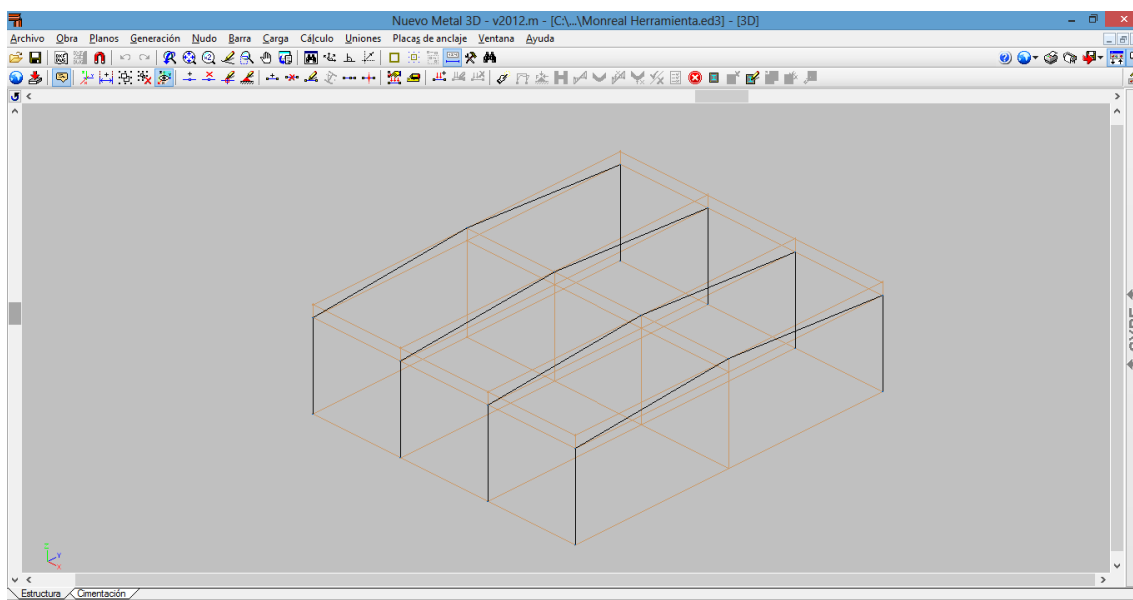 Nuevo Metal 3D - v2012.m - [C:\...\Monreal Herramienta.ed3] - [3D]
Archivo Obra Planos Generación Nudo Barra Carga Cálculo Uniones Placas de anclaje Ventana Ayuda
CYPE
Z
Y
X
Estructura Cimentación